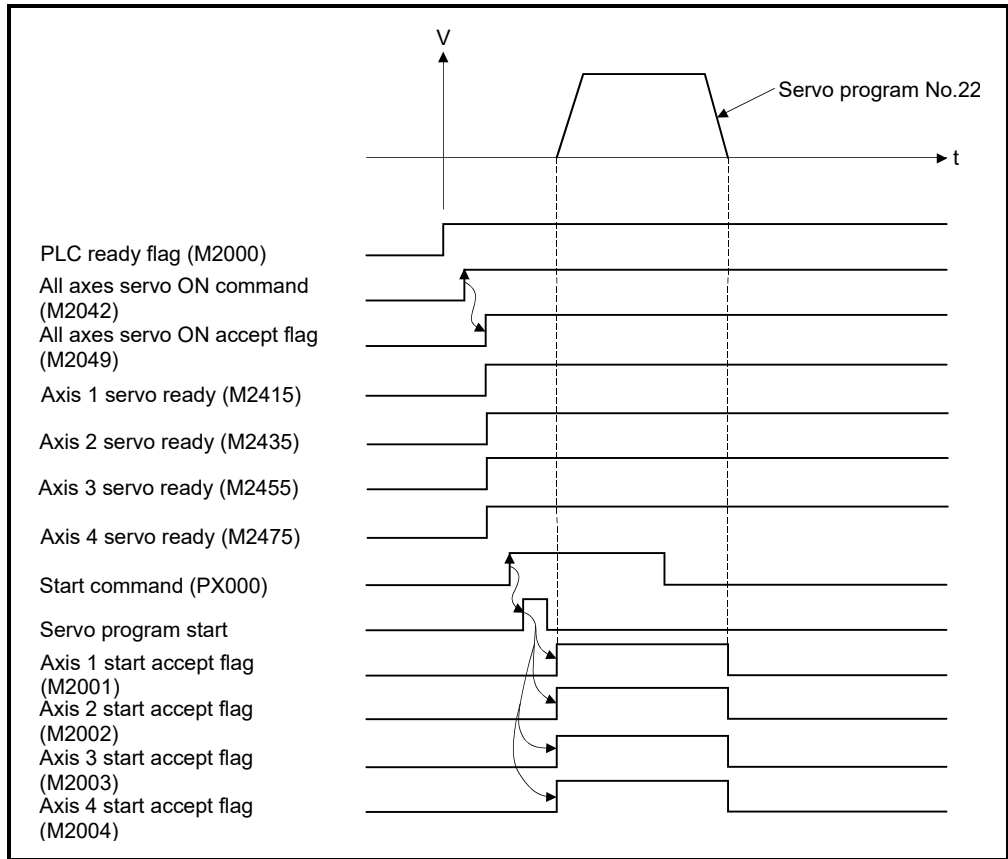 V
Servo program No.22
t
PLC ready flag (M2000)
All axes servo ON command
(M2042)
All axes servo ON accept flag
(M2049)
Axis 1 servo ready (M2415)
Axis 2 servo ready (M2435)
Axis 3 servo ready (M2455)
Axis 4 servo ready (M2475)
Start command (PX000)
Servo program start
Axis 1 start accept flag
(M2001)
Axis 2 start accept flag
(M2002)
Axis 3 start accept flag
(M2003)
Axis 4 start accept flag
(M2004)